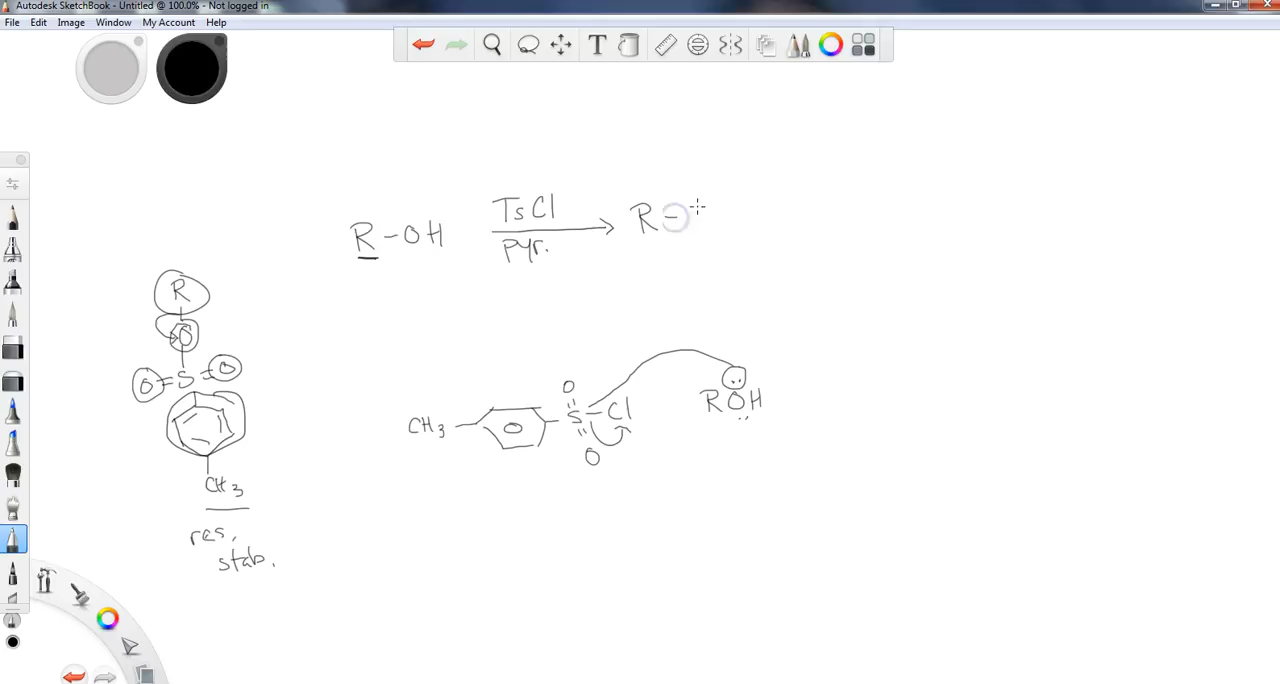 Autodesk SketchBook - Untitled @ 100.0% - Not logged in
File Edit Image Window My Account Help
T
R-OH TsCl R-
pyr.
R
O
O=S=O
CH3
res.
stab.
O
CH3 S-Cl ROH
O